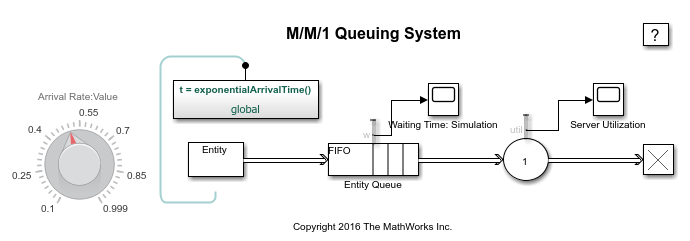 M/M/1 Queuing System
?
t = exponentialArrivalTime()
global
Arrival Rate:Value
0.55
0.4
0.7
0.25
0.85
0.1
0.999
w
Waiting Time: Simulation
util
Server Utilization
Entity
FIFO
1
Entity Queue
Copyright 2016 The MathWorks Inc.